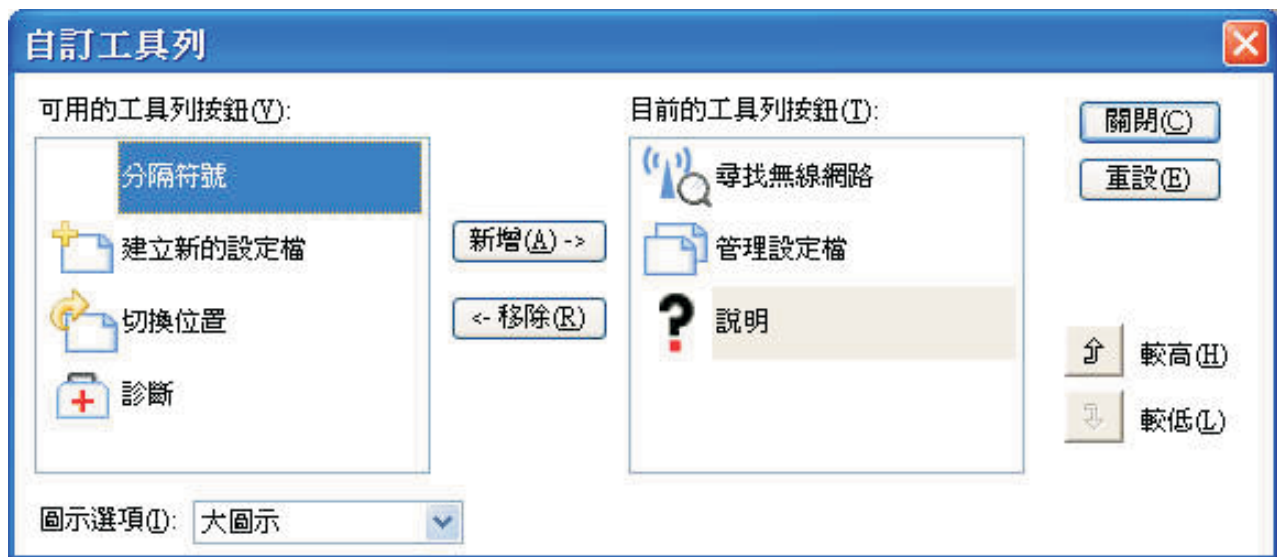 自訂工具列
可用的工具列按鈕(V):
分隔符號
建立新的設定檔
切換位置
診斷
新增(A) ->
<- 移除(R)
目前的工具列按鈕(T):
尋找無線網路
管理設定檔
說明
關閉(C)
重設(E)
較高(H)
較低(L)
圖示選項(I): 大圖示